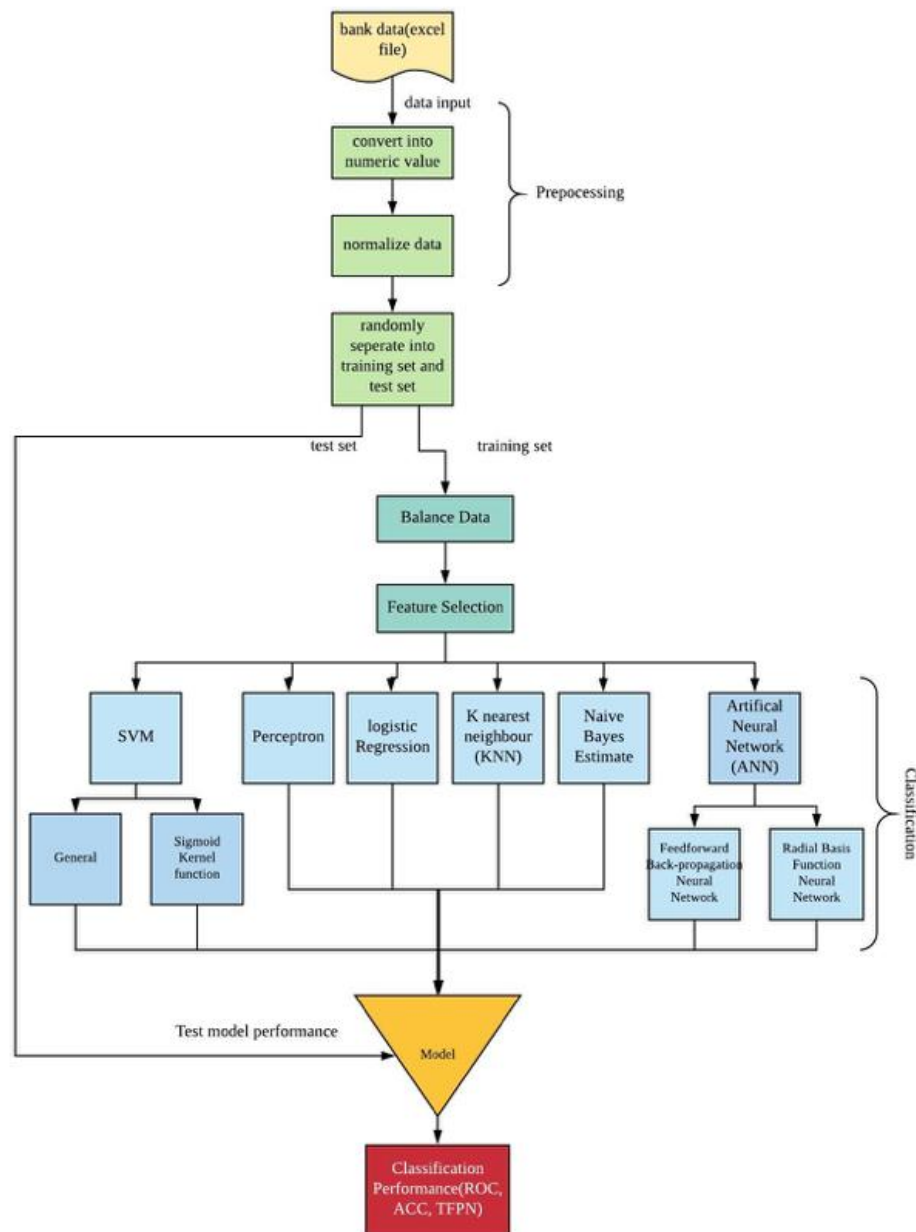 bank data(excel
file)
data input
convert into
numeric value
Prepocessing
normalize data
randomly
seperate into
training set and
test set
test set
training set
Balance Data
Feature Selection
SVM
Perceptron
logistic
Regression
K nearest
neighbour
(KNN)
Naive
Bayes
Estimate
Artifical
Neural
Network
(ANN)
Classification
General
Sigmoid
Kernel
function
Feedforward
Back-propagation
Neural
Network
Radial Basis
Function
Neural
Network
Test model performance
Model
Classification
Performance(ROC,
ACC, TFPN)